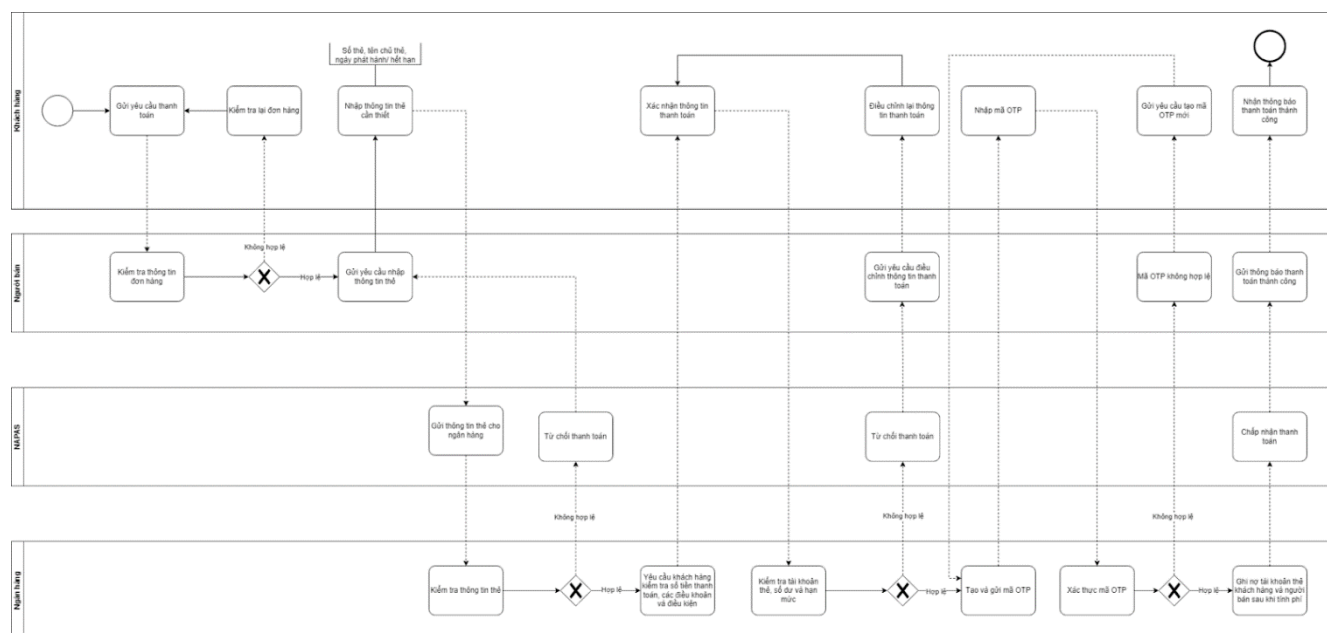 Khách hàng
Số thẻ, tên chủ thẻ,
ngày phát hành/ hết hạn
Gửi yêu cầu thanh
toán
Kiểm tra lại đơn hàng
Nhập thông tin thẻ
cần thiết
Xác nhận thông tin
thanh toán
Điều chỉnh lại thông
tin thanh toán
Nhập mã OTP
Gửi yêu cầu tạo mã
OTP mới
Nhận thông báo
thanh toán thành
công
Người bán
Kiểm tra thông tin
đơn hàng
Không hợp lệ
Hợp lệ
Gửi yêu cầu nhập
thông tin thẻ
Gửi yêu cầu điều
chỉnh thông tin thanh
toán
Mã OTP không hợp lệ
Gửi thông báo thanh
toán thành công
NAPAS
Gửi thông tin thẻ cho
ngân hàng
Từ chối thanh toán
Từ chối thanh toán
Chấp nhận thanh
toán
Không hợp lệ
Không hợp lệ
Không hợp lệ
Ngân hàng
Kiểm tra thông tin thẻ
Hợp lệ
Yêu cầu khách hàng
kiểm tra số tiền thanh
toán, các điều khoản
và điều kiện
Kiểm tra tài khoản
thẻ, số dư và hạn
mức
Hợp lệ
Tạo và gửi mã OTP
Xác thực mã OTP
Hợp lệ
Ghi nợ tài khoản thẻ
khách hàng và người
bán sau khi tính phí